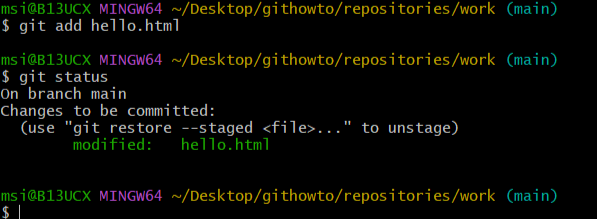 msi@B13UCX MINGW64 ~/Desktop/githowto/repositories/work (main)
$ git add hello.html
msi@B13UCX MINGW64 ~/Desktop/githowto/repositories/work (main)
$ git status
On branch main
Changes to be committed:
  (use "git restore --staged <file>..." to unstage)
        modified:   hello.html
msi@B13UCX MINGW64 ~/Desktop/githowto/repositories/work (main)
$